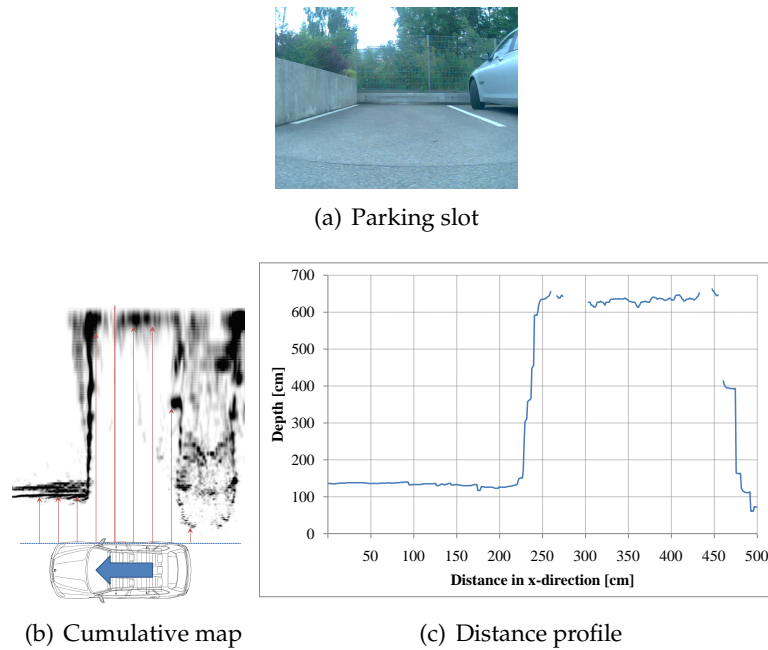 (a) Parking slot
700
600
500
400
300
200
100
0
Depth [cm]
50 100 150 200 250 300 350 400 450 500
Distance in x-direction [cm]
(b) Cumulative map
(c) Distance profile